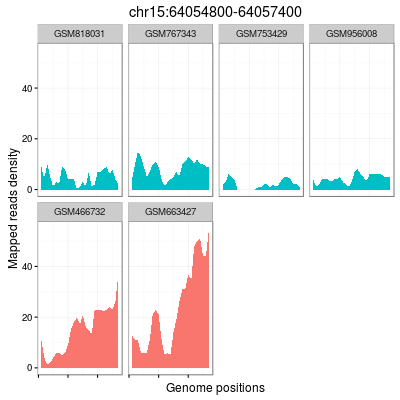 chr15:64054800-64057400
GSM818031 GSM767343 GSM753429 GSM956008
40
20
0
GSM466732 GSM663427
40
20
0
Mapped reads density
Genome positions